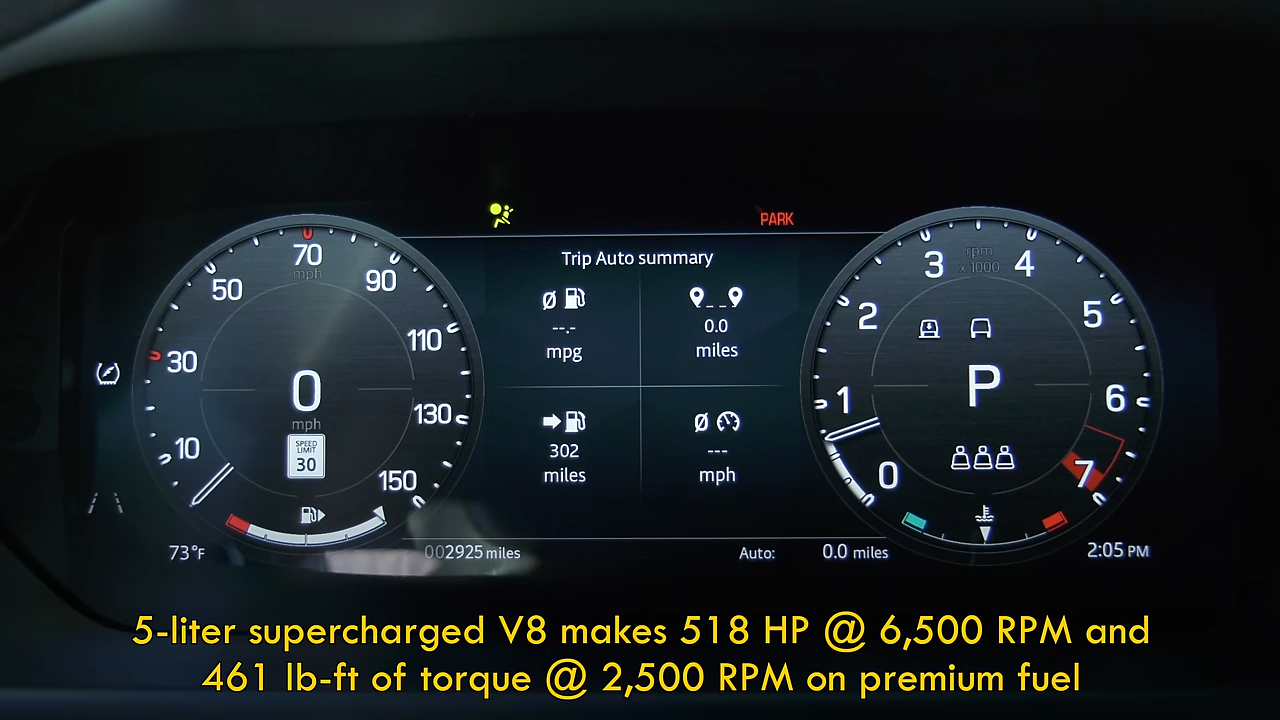 PARK
Trip Auto summary
70
mph
50
90
30
110
10
130
150
0
mph
SPEED
LIMIT
30
--.-
mpg
0.0
miles
302
miles
---
mph
rpm
x 1000
3
4
2
5
1
6
0
7
P
73°F
002925 miles
Auto:
0.0 miles
2:05 PM
5-liter supercharged V8 makes 518 HP @ 6,500 RPM and
461 lb-ft of torque @ 2,500 RPM on premium fuel